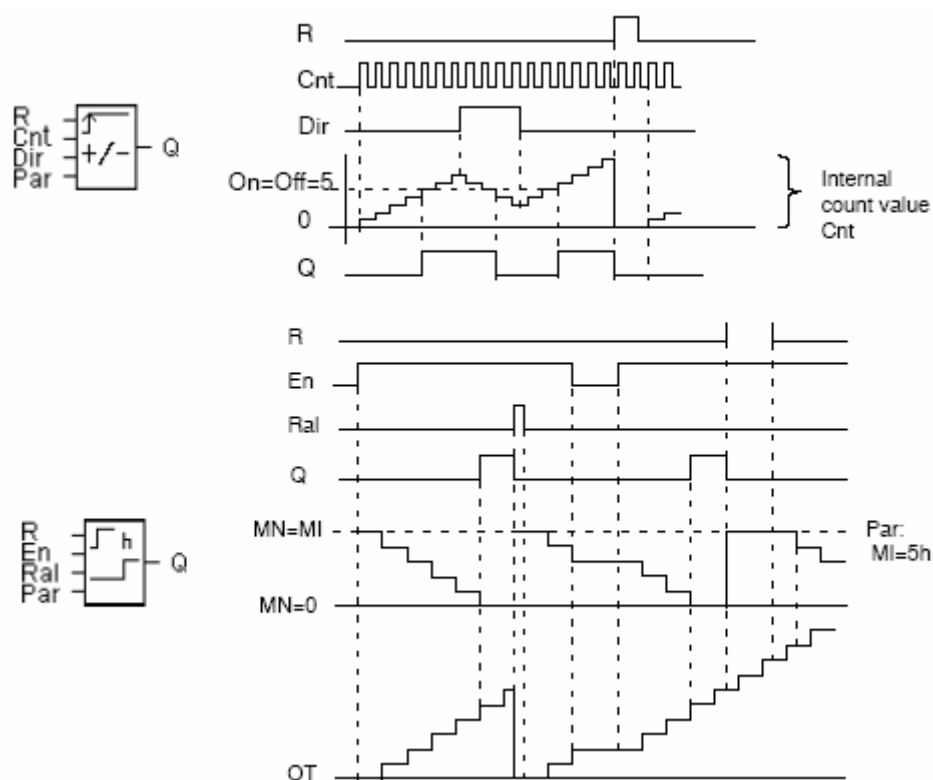 R
Cnt
Dir
Par
+/-
Q
R
Cnt
Dir
On=Off=5
0
Q
Internal
count value
Cnt
R
En
Ral
Par
h
Q
R
En
Ral
Q
MN=MI
MN=0
OT
Par:
MI=5h